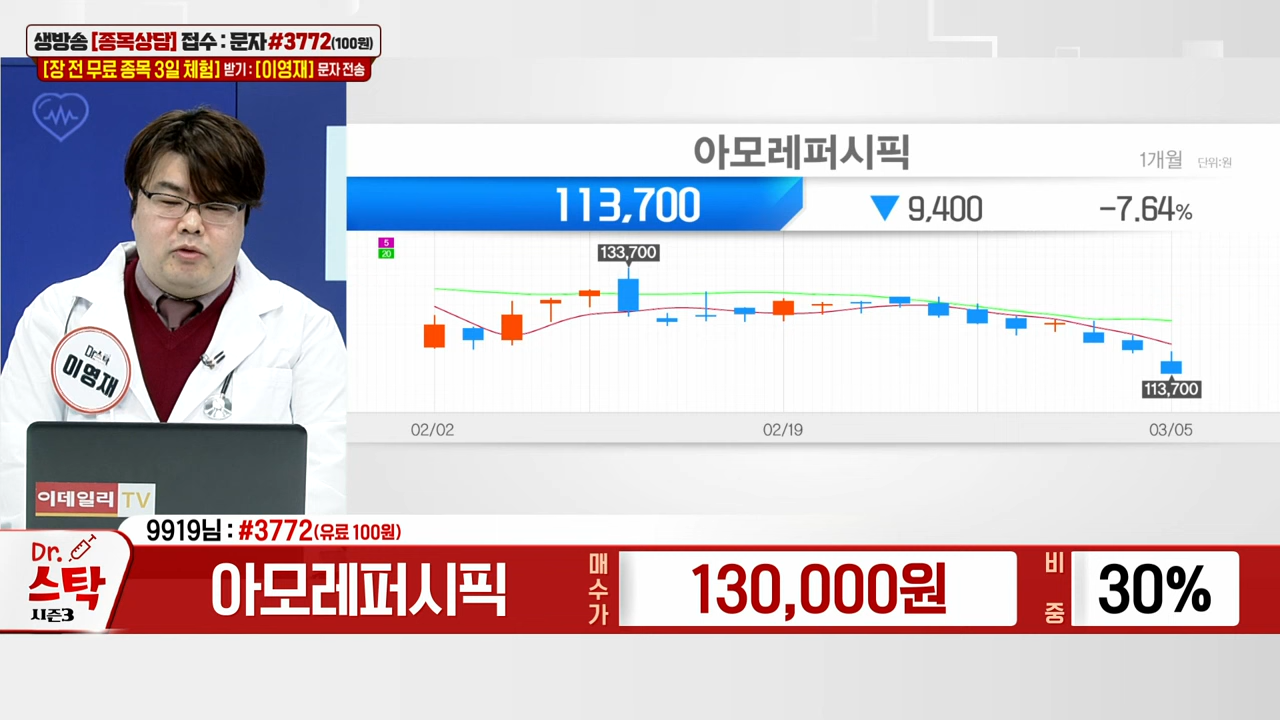 생방송 [종목상담] 접수 : 문자#3772(100원)
[장 전 무료 종목 3일 체험] 받기 : [이영재] 문자 전송
아모레퍼시픽
1개월 단위:원
113,700 ▼ 9,400 -7.64%
5
20
133,700
113,700
02/02 02/19 03/05
Dr.스탁
이영재
이데일리 TV
9919님 : #3772(유료 100원)
Dr.
스탁
시즌3
아모레퍼시픽 매수가 130,000원 비중 30%